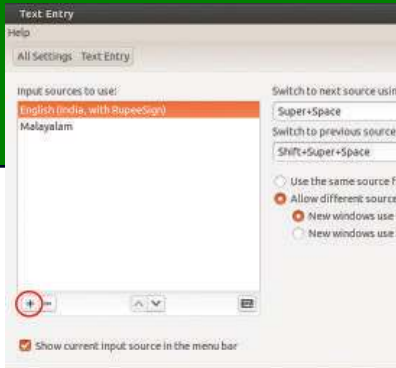 Text Entry
Help
All Settings Text Entry
Input sources to use:
English (India, with RupeeSign)
Malayalam
Switch to next source usin
Super+Space
Switch to previous source
Shift+Super+Space
Use the same source f
Allow different source
New windows use
New windows use
+ -
Show current input source in the menu bar